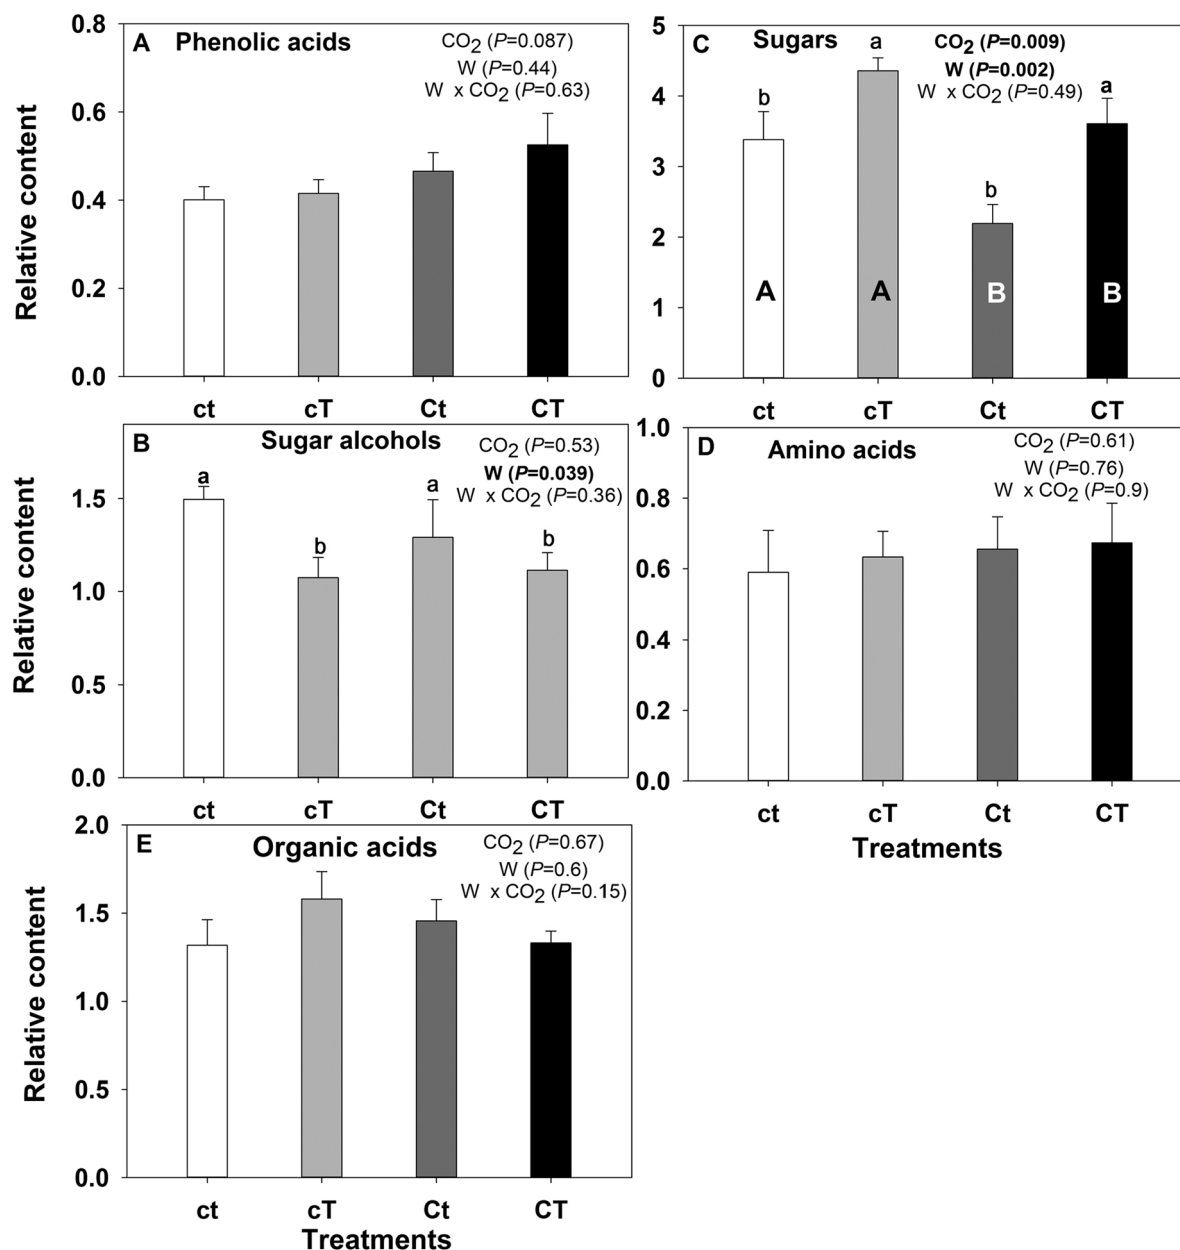 A Phenolic acids
CO2 (P=0.087)
W (P=0.44)
W x CO2 (P=0.63)
0.8
0.6
0.4
0.2
0.0
Relative content
ct cT Ct CT
C Sugars
CO2 (P=0.009)
W (P=0.002)
W x CO2 (P=0.49)
5
4
3
2
1
0
b a b a
A A B B
ct cT Ct CT
B Sugar alcohols
CO2 (P=0.53)
W (P=0.039)
W x CO2 (P=0.36)
1.5
1.0
0.5
0.0
Relative content
a b a b
ct cT Ct CT
D Amino acids
CO2 (P=0.61)
W (P=0.76)
W x CO2 (P=0.9)
1.0
0.8
0.6
0.4
0.2
0.0
ct cT Ct CT
Treatments
E Organic acids
CO2 (P=0.67)
W (P=0.6)
W x CO2 (P=0.15)
2.0
1.5
1.0
0.5
0.0
Relative content
ct cT Ct CT
Treatments